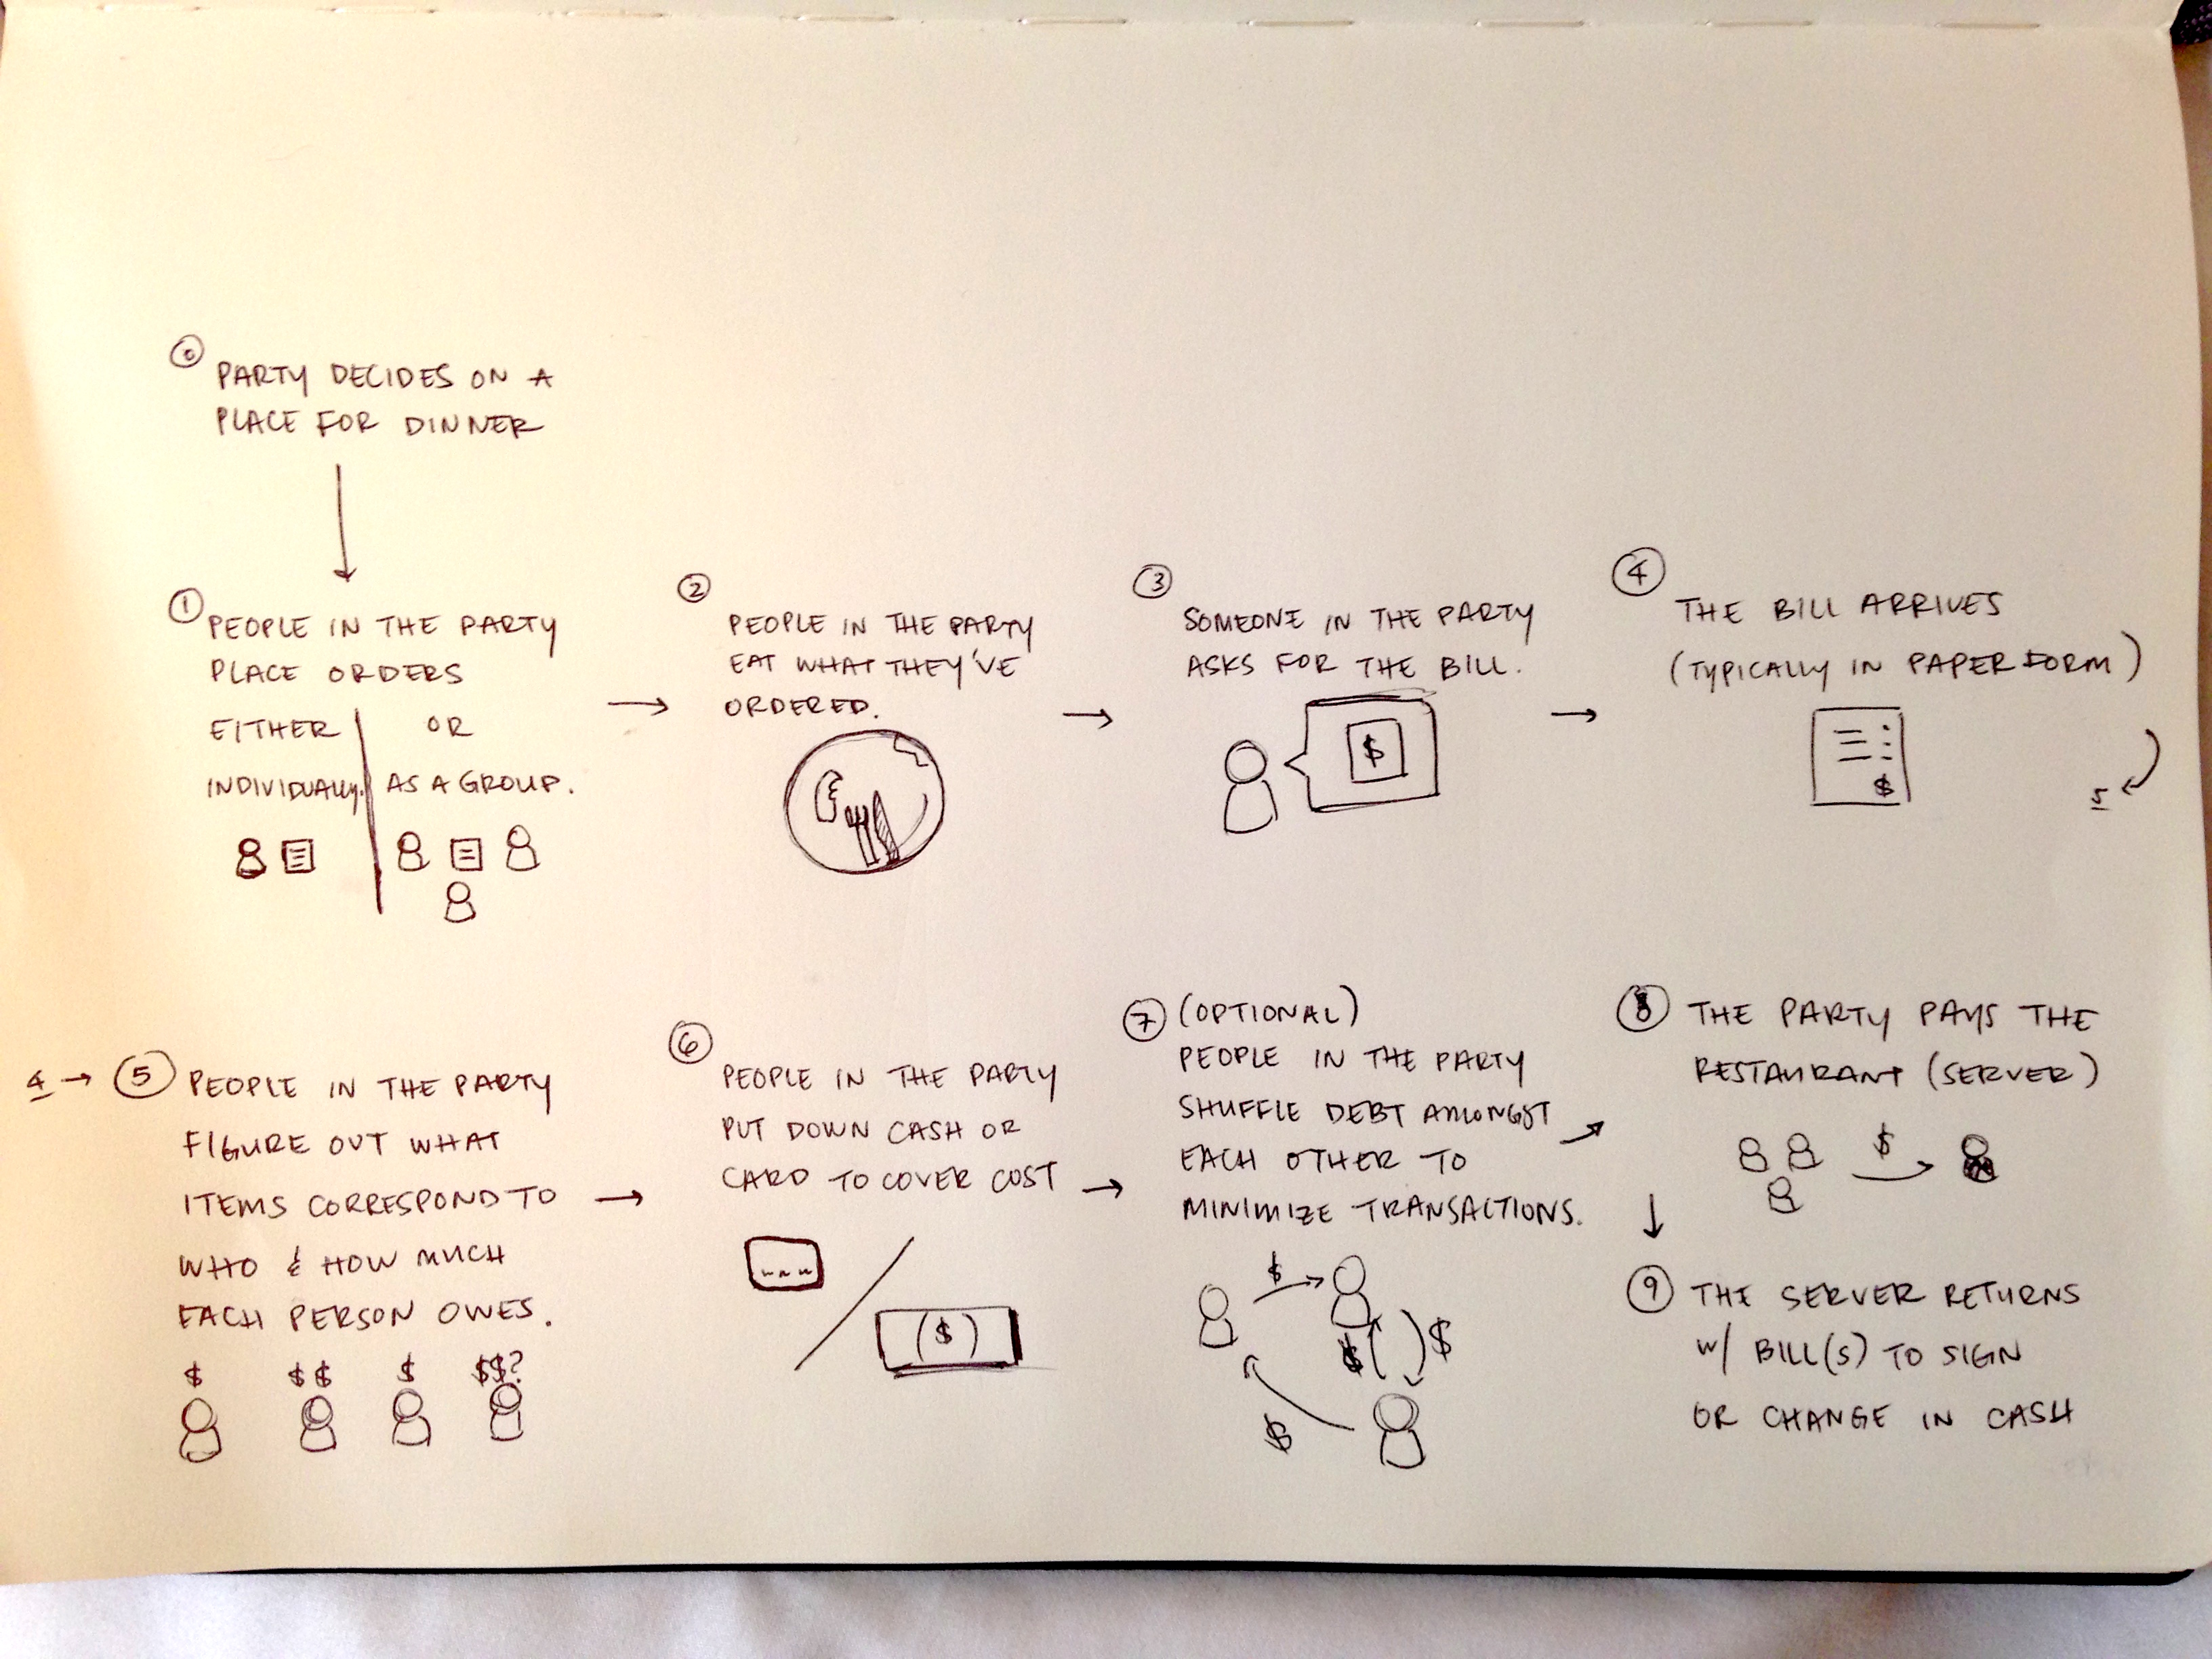 0 PARTY DECIDES ON A
PLACE FOR DINNER
1 PEOPLE IN THE PARTY
PLACE ORDERS
EITHER OR
INDIVIDUALLY. AS A GROUP.
2 PEOPLE IN THE PARTY
EAT WHAT THEY'VE
ORDERED.
3 SOMEONE IN THE PARTY
ASKS FOR THE BILL.
$
4 THE BILL ARRIVES
(TYPICALLY IN PAPER FORM)
$
5
4 → 5 PEOPLE IN THE PARTY
FIGURE OUT WHAT
ITEMS CORRESPOND TO
WHO & HOW MUCH
EACH PERSON OWES.
$ $$ $ $$?
6 PEOPLE IN THE PARTY
PUT DOWN CASH OR
CARD TO COVER COST
($)
7 (OPTIONAL)
PEOPLE IN THE PARTY
SHUFFLE DEBT AMONGST
EACH OTHER TO
MINIMIZE TRANSACTIONS.
$
$ $
$
8 THE PARTY PAYS THE
RESTAURANT (SERVER)
$
9 THE SERVER RETURNS
W/ BILL(S) TO SIGN
OR CHANGE IN CASH